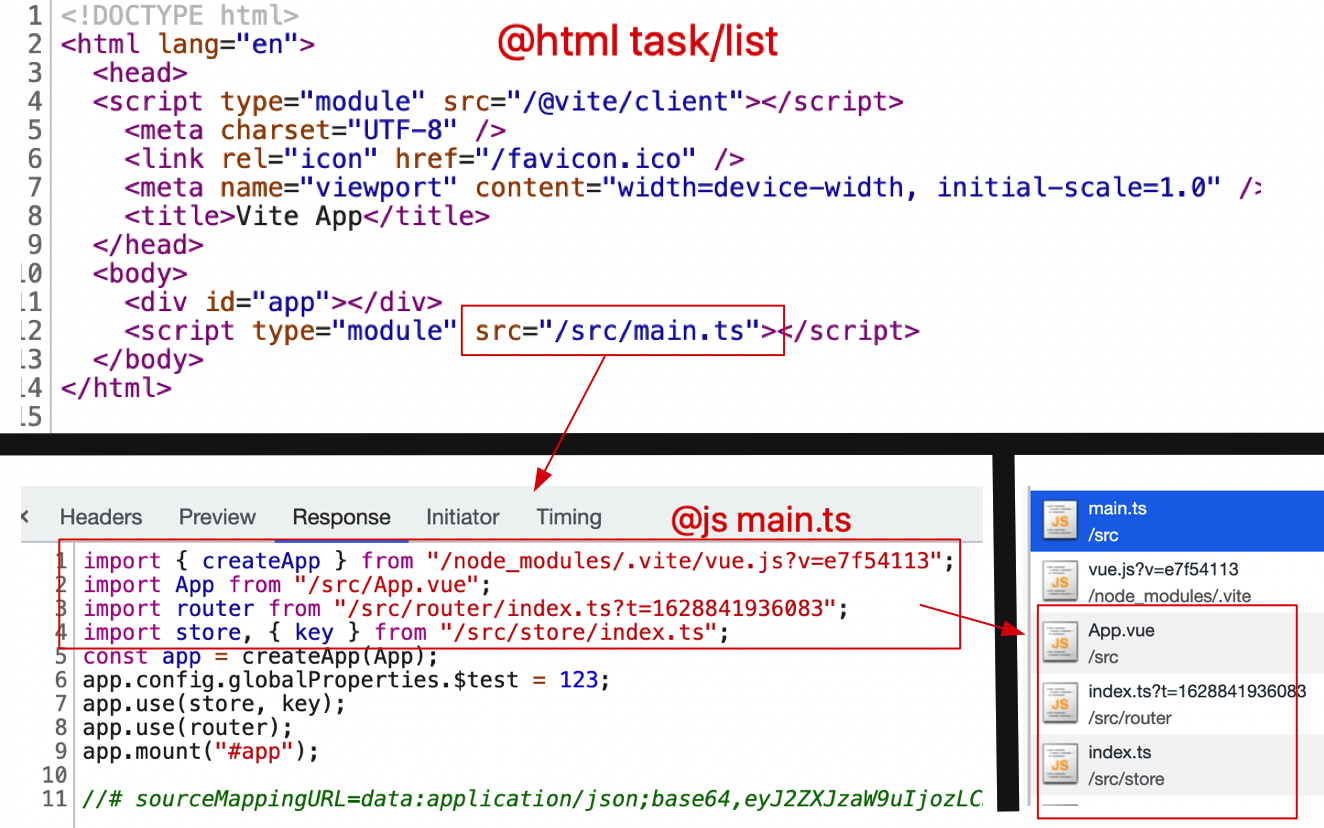 1 <!DOCTYPE html>
2 <html lang="en">
@html task/list
3 <head>
4 <script type="module" src="/@vite/client"></script>
5 <meta charset="UTF-8" />
6 <link rel="icon" href="/favicon.ico" />
7 <meta name="viewport" content="width=device-width, initial-scale=1.0" />
8 <title>Vite App</title>
9 </head>
10 <body>
11 <div id="app"></div>
12 <script type="module" src="/src/main.ts"></script>
13 </body>
14 </html>
15
Headers Preview Response Initiator Timing
@js main.ts
1 import { createApp } from "/node_modules/.vite/vue.js?v=e7f54113";
2 import App from "/src/App.vue";
3 import router from "/src/router/index.ts?t=1628841936083";
4 import store, { key } from "/src/store/index.ts";
5 const app = createApp(App);
6 app.config.globalProperties.$test = 123;
7 app.use(store, key);
8 app.use(router);
9 app.mount("#app");
10
11 //# sourceMappingURL=data:application/json;base64,eyJ2ZXJzaW9uIjozLC
main.ts
/src
vue.js?v=e7f54113
/node_modules/.vite
App.vue
/src
index.ts?t=1628841936083
/src/router
index.ts
/src/store